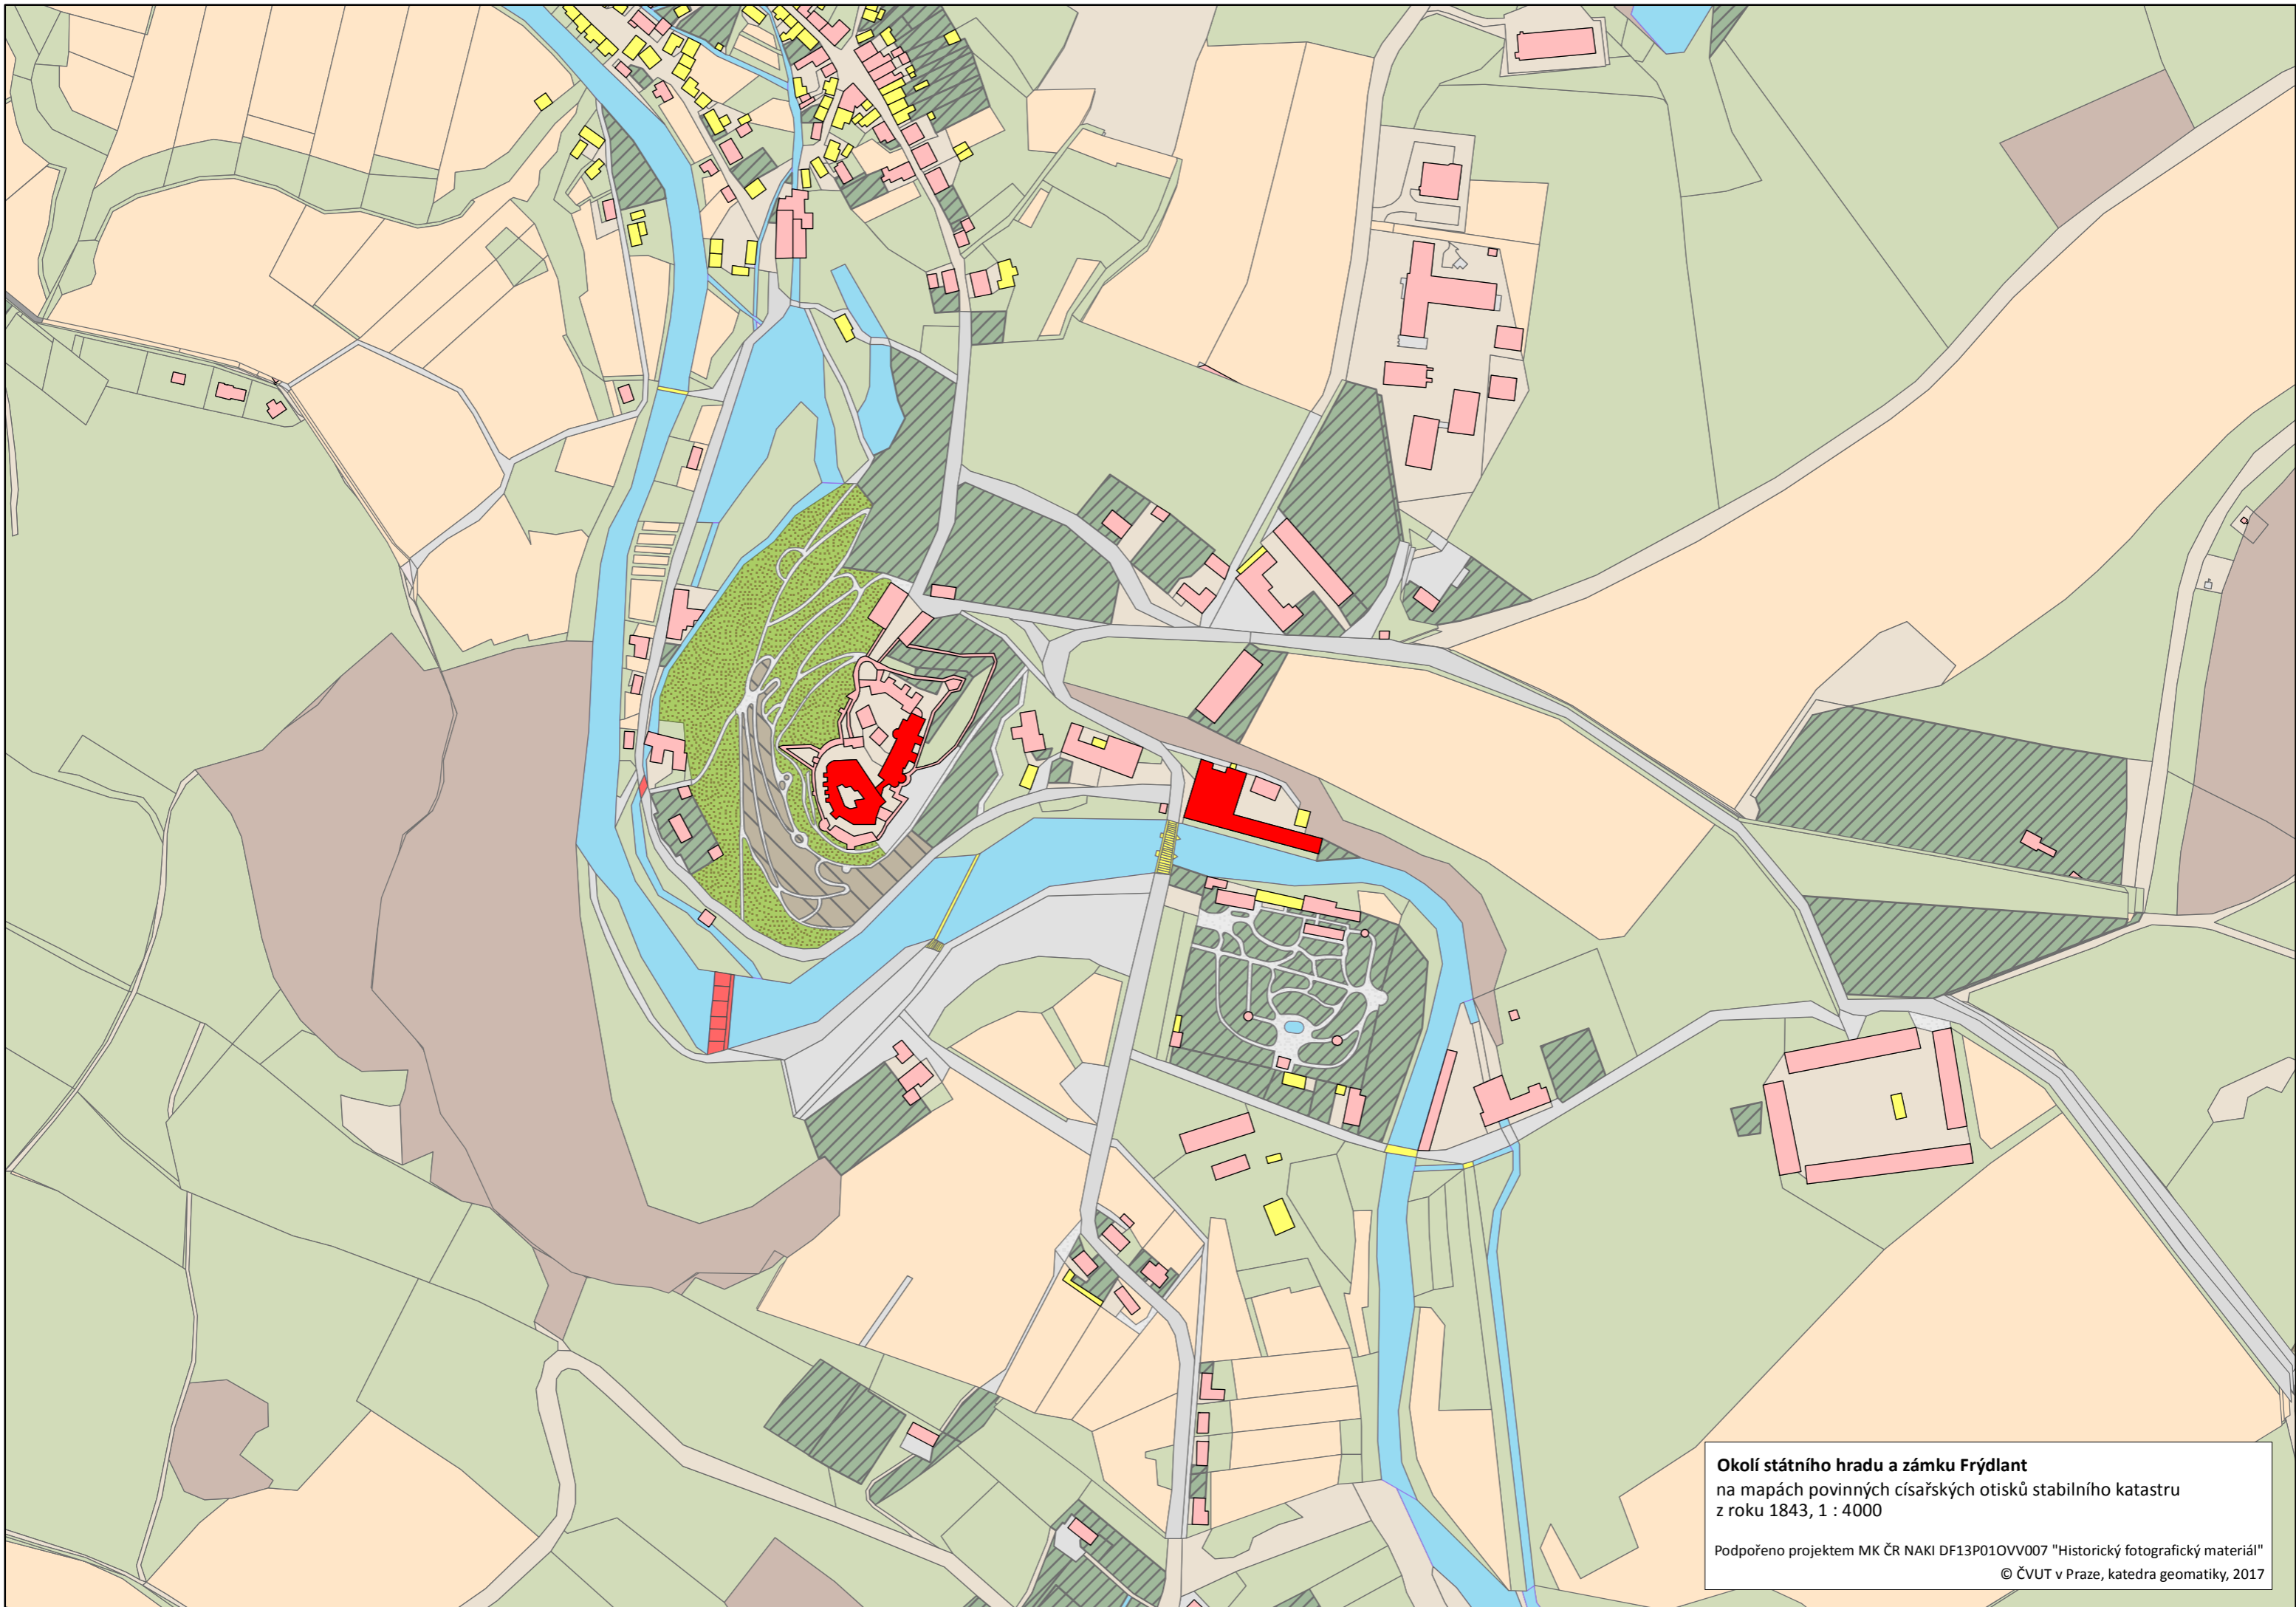 Okolí státního hradu a zámku Frýdlant
na mapách povinných císařských otisků stabilního katastru
z roku 1843, 1 : 4000
Podpořeno projektem MK ČR NAKI DF13P01OVV007 "Historický fotografický materiál"
© ČVUT v Praze, katedra geomatiky, 2017